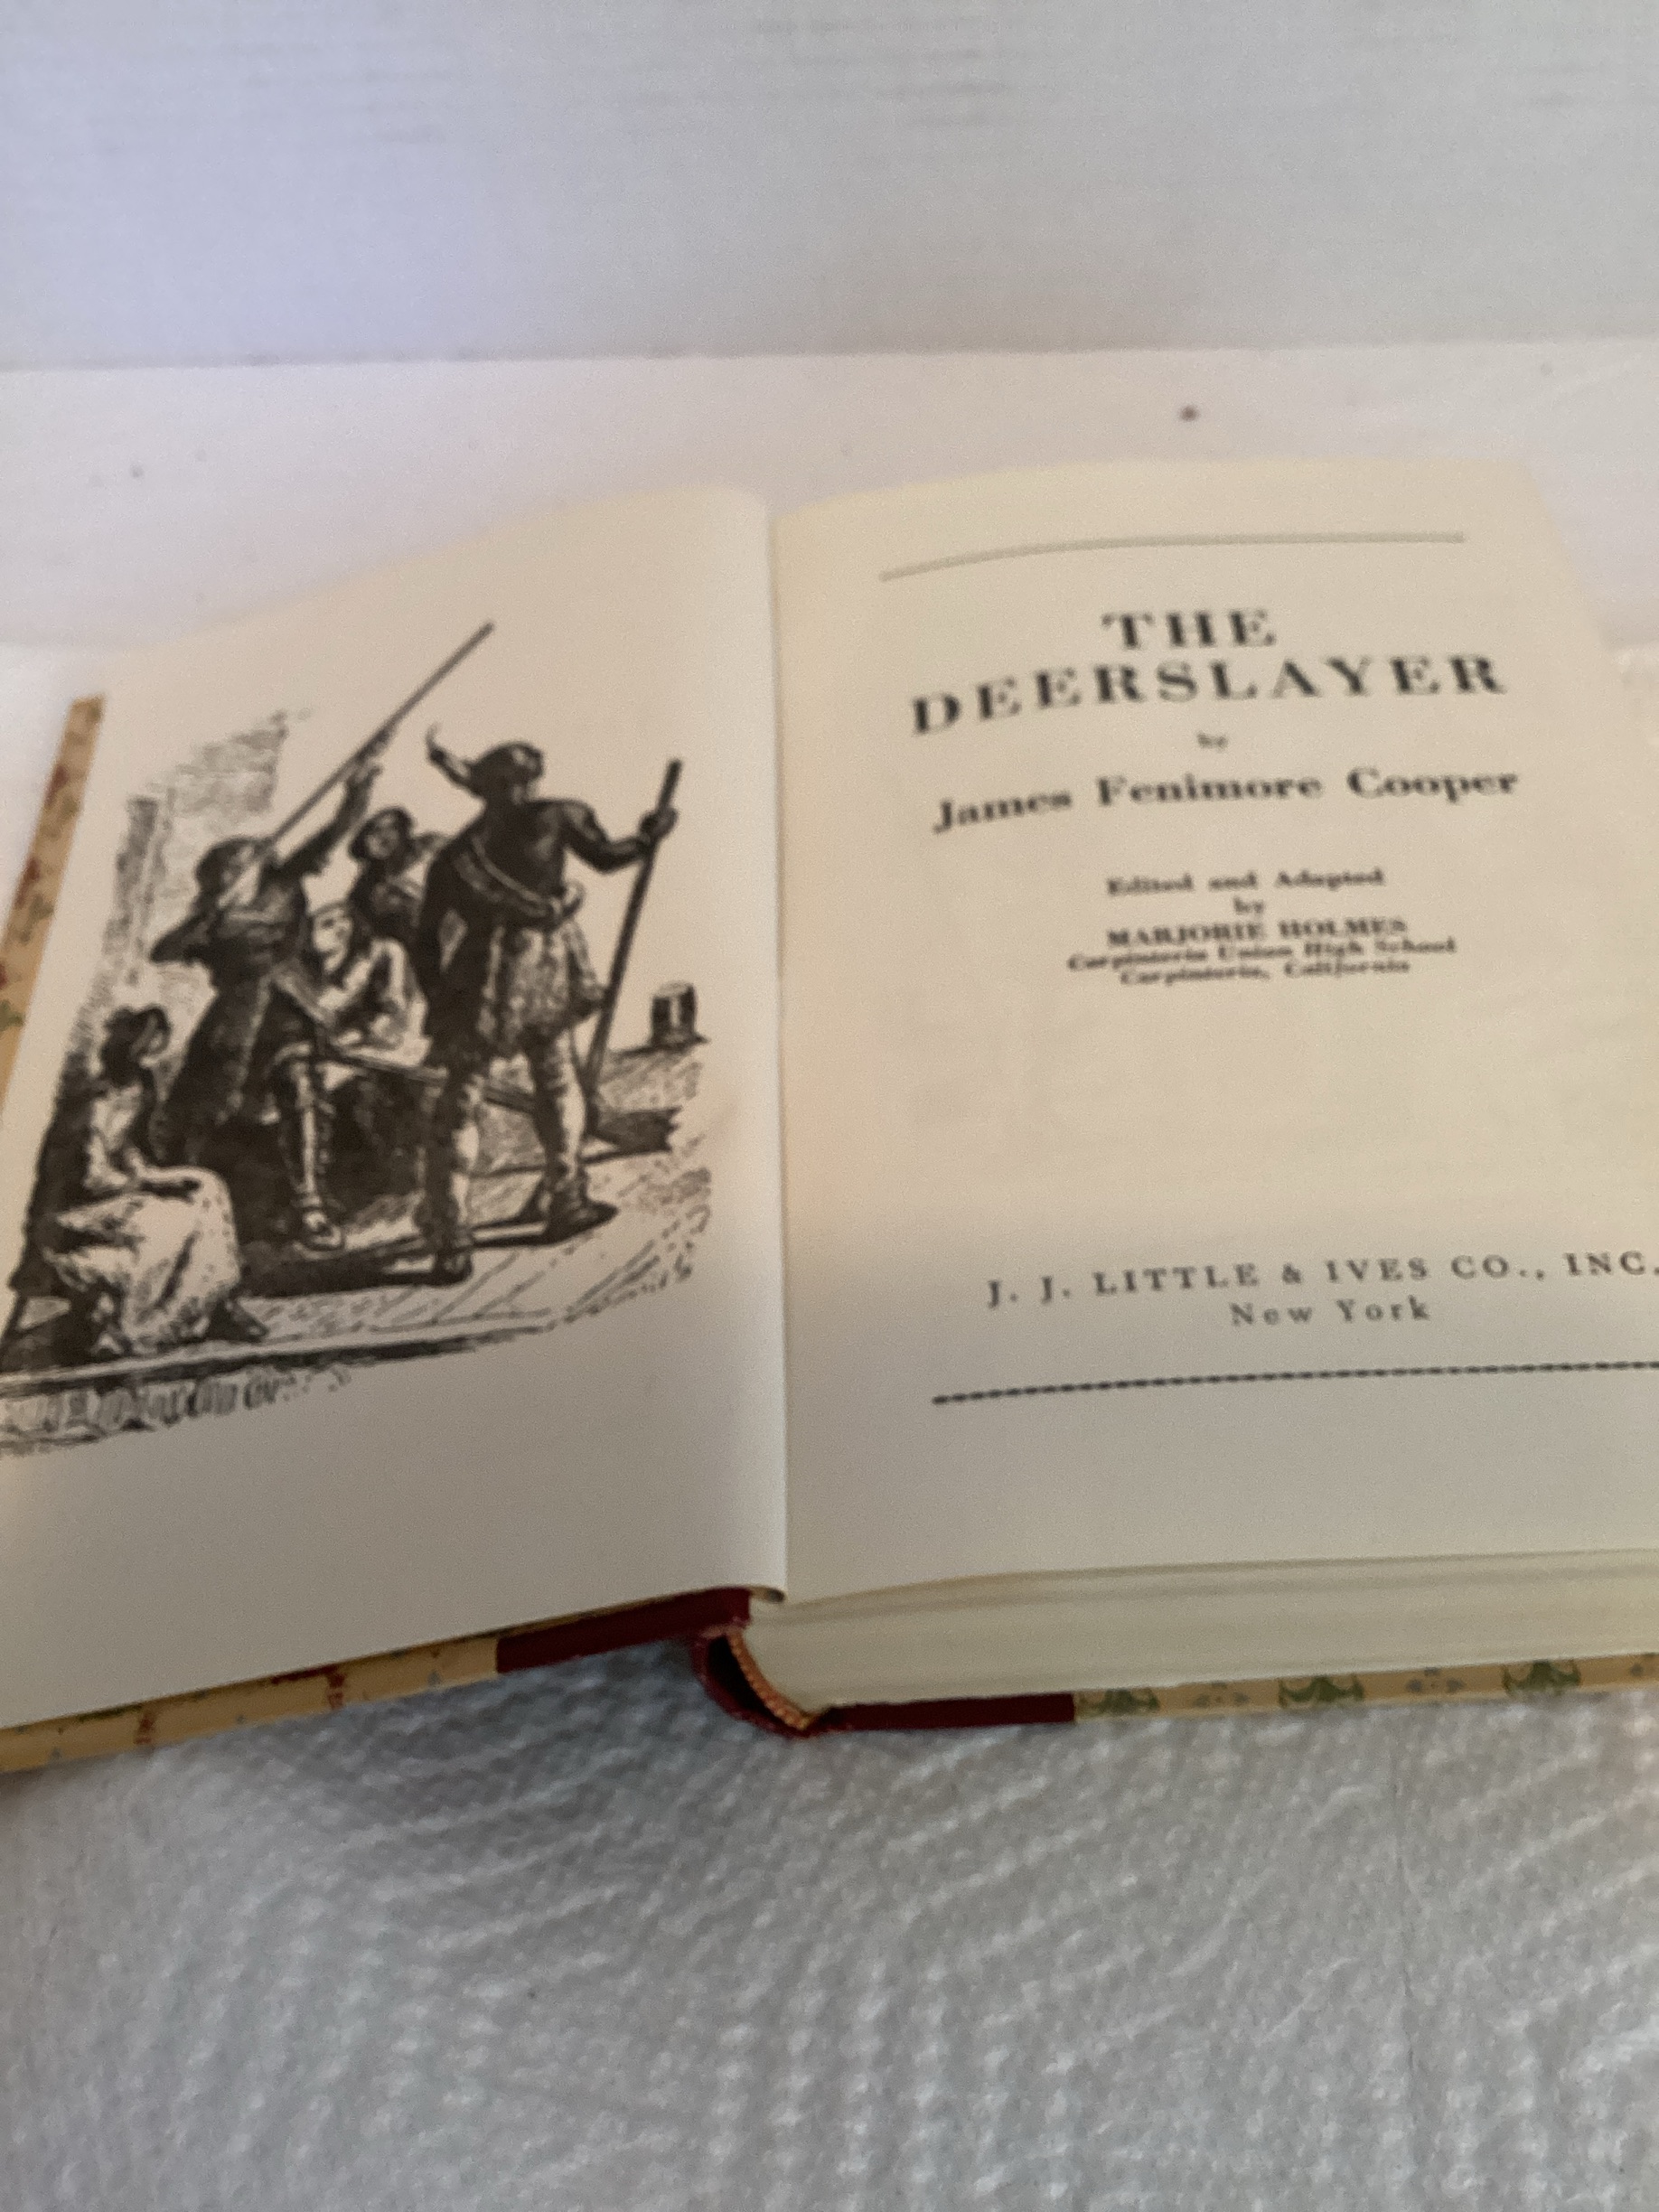 THE
DEERSLAYER
by
James Fenimore Cooper
Edited and Adapted
by
MARJORIE HOLMES
Carpinteria Union High School
Carpinteria, California
J. J. LITTLE & IVES CO., INC.
New York